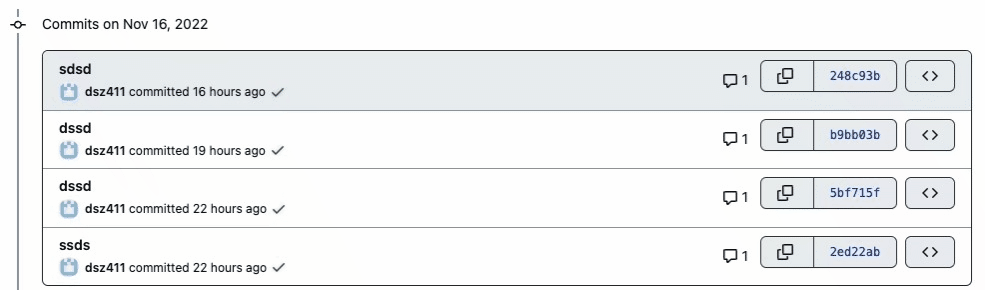 Commits on Nov 16, 2022
sdsd
dsz411 committed 16 hours ago
1
248c93b
dssd
dsz411 committed 19 hours ago
1
b9bb03b
dssd
dsz411 committed 22 hours ago
1
5bf715f
ssds
dsz411 committed 22 hours ago
1
2ed22ab